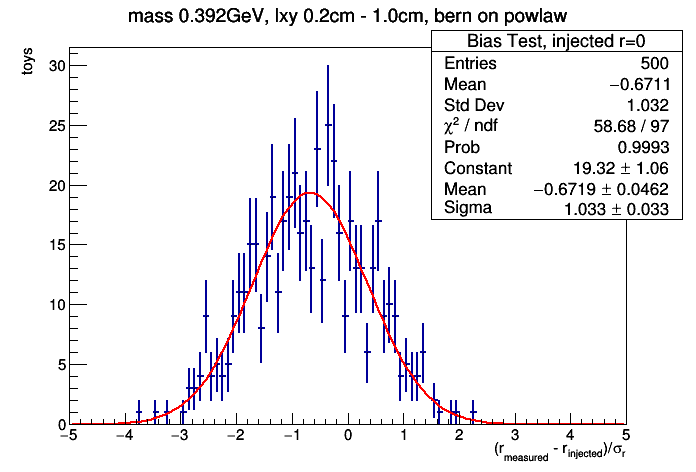 mass 0.392GeV, lxy 0.2cm - 1.0cm, bern on powlaw
Bias Test, injected r=0
Entries 500
Mean −0.6711
Std Dev 1.032
χ² / ndf 58.68 / 97
Prob 0.9993
Constant 19.32 ± 1.06
Mean −0.6719 ± 0.0462
Sigma 1.033 ± 0.033
toys
30
25
20
15
10
5
0
−5 −4 −3 −2 −1 0 1 2 3 4 5
(r_measured - r_injected)/σ_r